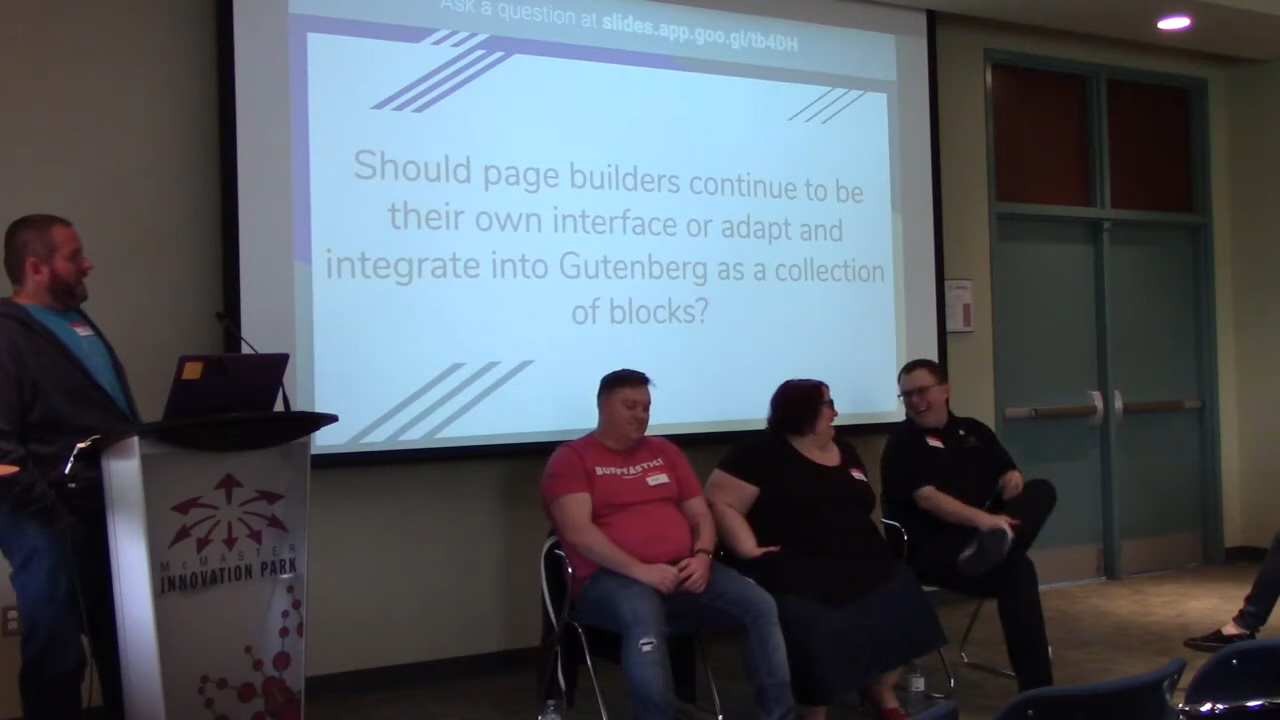 Ask a question at slides.app.goo.gl/tb4DH
Should page builders continue to be
their own interface or adapt and
integrate into Gutenberg as a collection
of blocks?
McMASTER
INNOVATION PARK